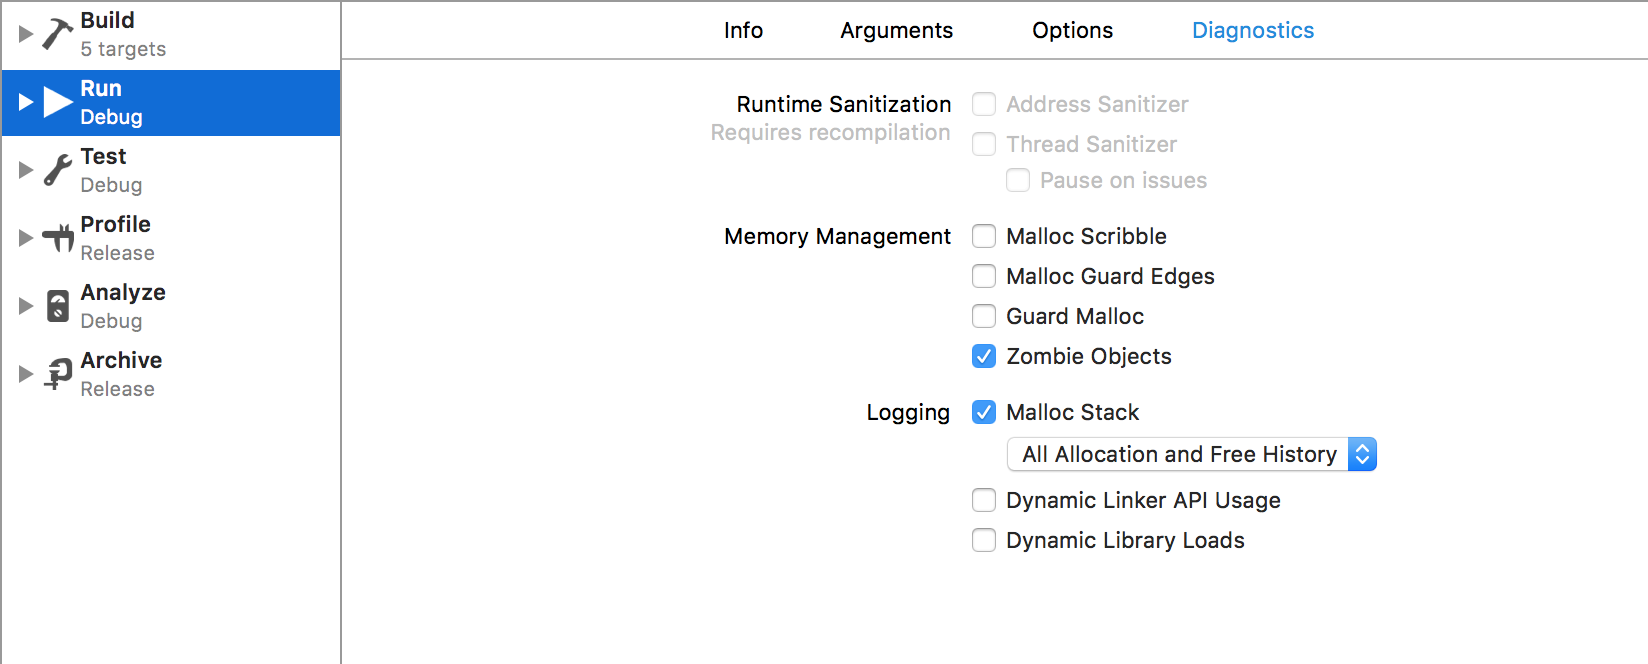 Build
5 targets
Run
Debug
Test
Debug
Profile
Release
Analyze
Debug
Archive
Release
Info Arguments Options Diagnostics
Runtime Sanitization Address Sanitizer
Requires recompilation
Thread Sanitizer
Pause on issues
Memory Management Malloc Scribble
Malloc Guard Edges
Guard Malloc
Zombie Objects
Logging Malloc Stack
All Allocation and Free History
Dynamic Linker API Usage
Dynamic Library Loads